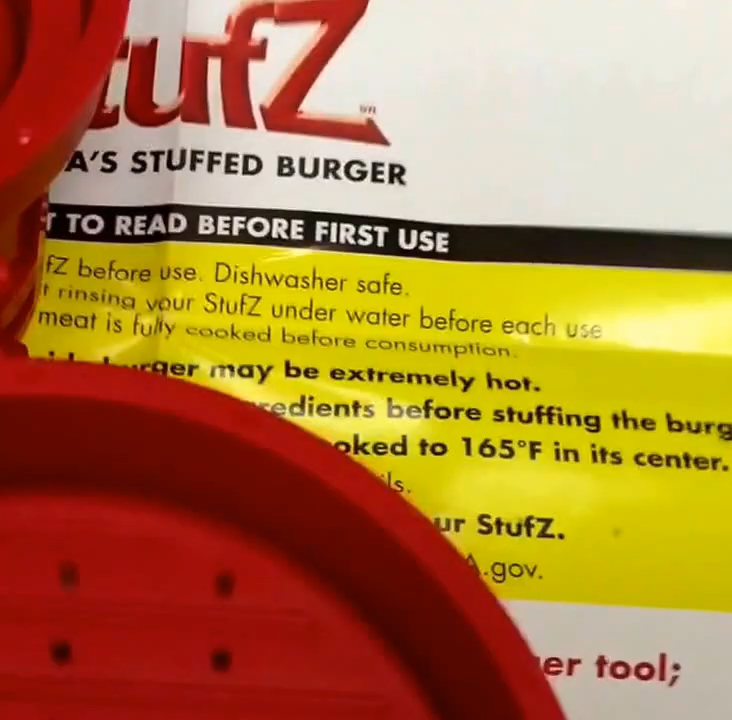 tufZ
A'S STUFFED BURGER
T TO READ BEFORE FIRST USE
fZ before use. Dishwasher safe.
t rinsing your StufZ under water before each use
meat is fully cooked before consumption.
burger may be extremely hot.
redients before stuffing the burg
oked to 165°F in its center.
ls.
ur StufZ.
A.gov.
er tool;